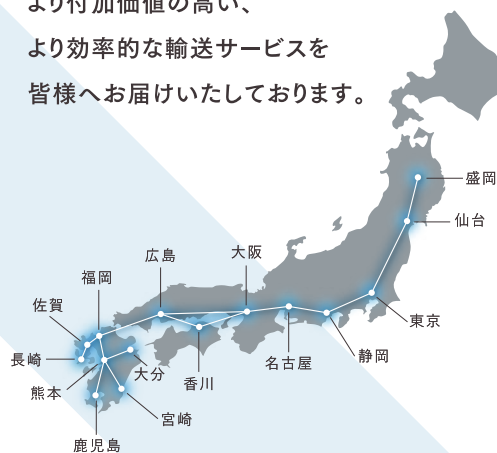 より付加価値の高い、
より効率的な輸送サービスを
皆様へお届けいたしております。
盛岡
仙台
広島
大阪
福岡
佐賀
東京
長崎
静岡
名古屋
大分
香川
熊本
宮崎
鹿児島